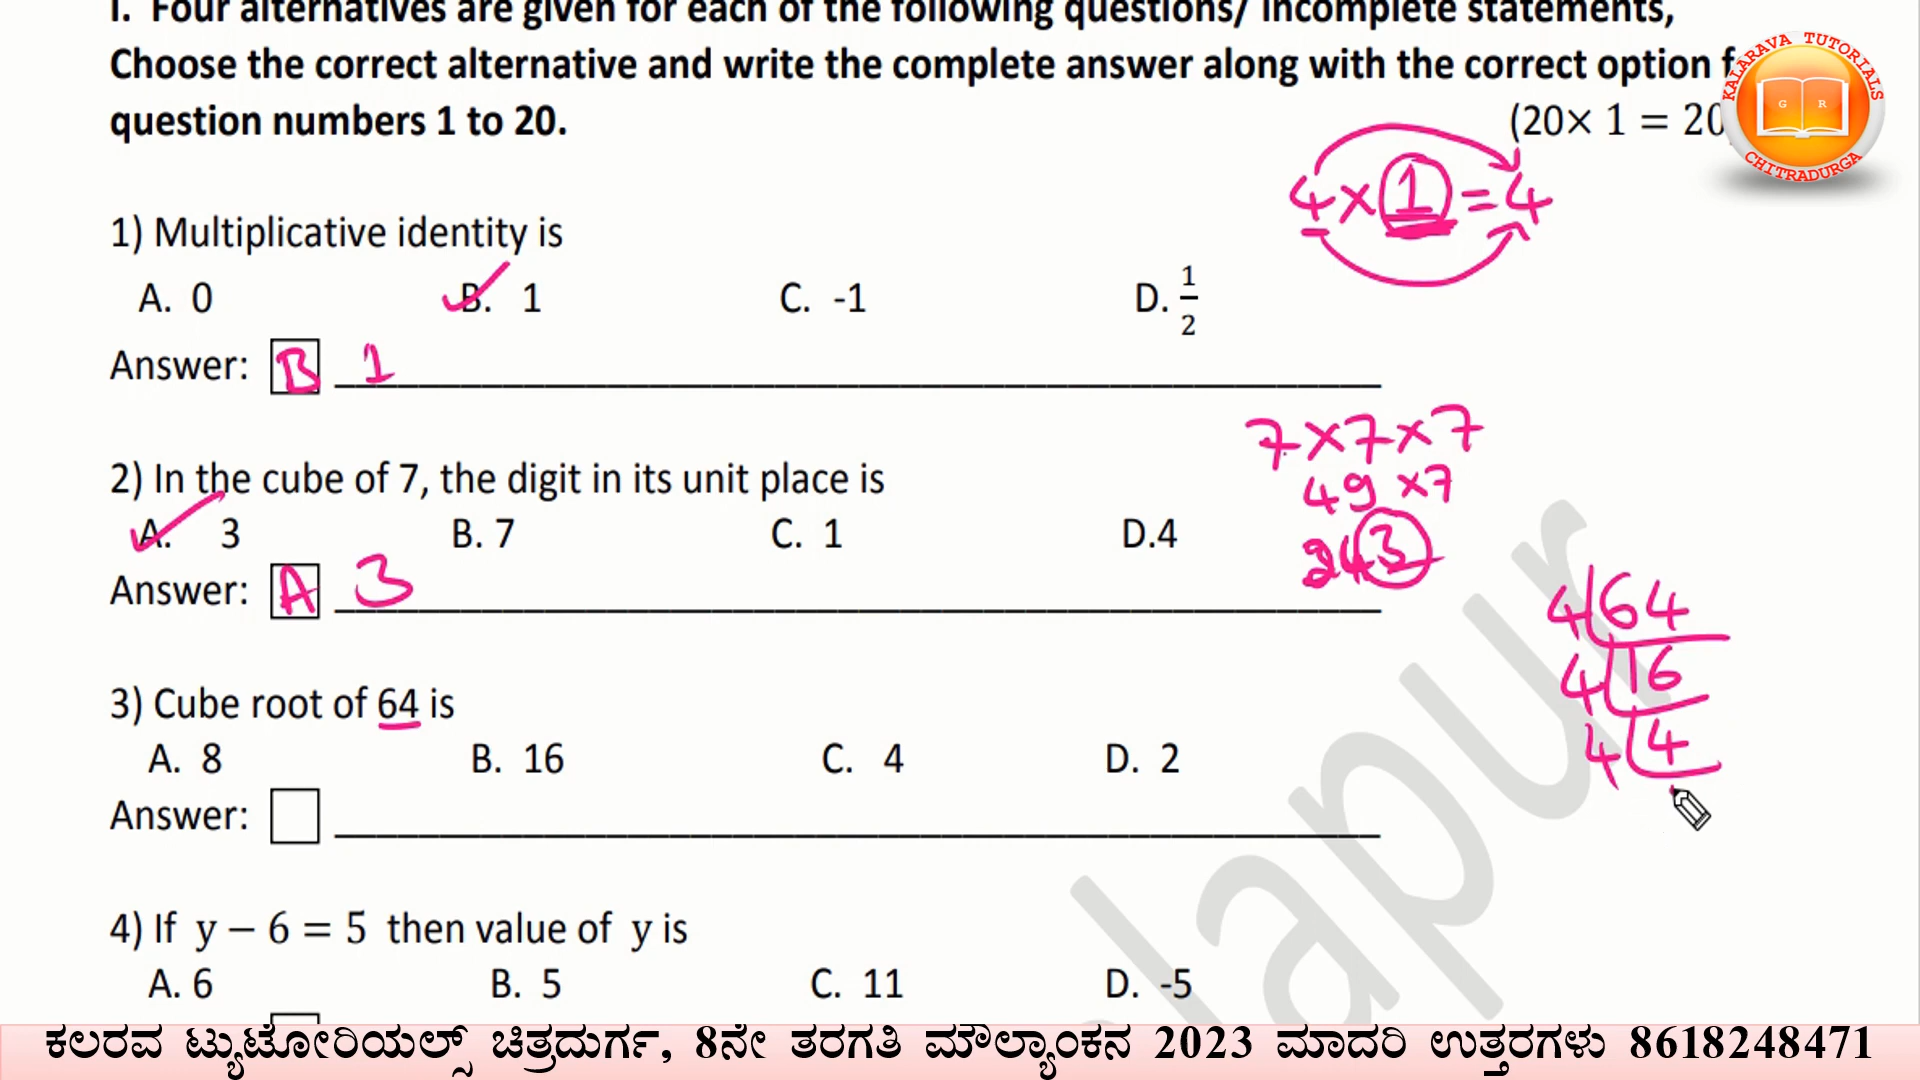 I. Four alternatives are given for each of the following questions/ incomplete statements,
Choose the correct alternative and write the complete answer along with the correct option f
question numbers 1 to 20.
(20× 1 = 20
KALARAVA TUTORIALS
G R
CHITRADURGA
4 × 1 = 4
1) Multiplicative identity is
A. 0 B. 1 C. -1 D. 1/2
Answer: B 1
7×7×7
49 ×7
343
2) In the cube of 7, the digit in its unit place is
A. 3 B. 7 C. 1 D.4
Answer: A 3
4 64
4 16
4 4
3) Cube root of 64 is
A. 8 B. 16 C. 4 D. 2
Answer:
4) If y − 6 = 5 then value of y is
A. 6 B. 5 C. 11 D. -5
ಕಲರವ ಟ್ಯುಟೋರಿಯಲ್ಸ್ ಚಿತ್ರದುರ್ಗ, 8ನೇ ತರಗತಿ ಮೌಲ್ಯಾಂಕನ 2023 ಮಾದರಿ ಉತ್ತರಗಳು 8618248471